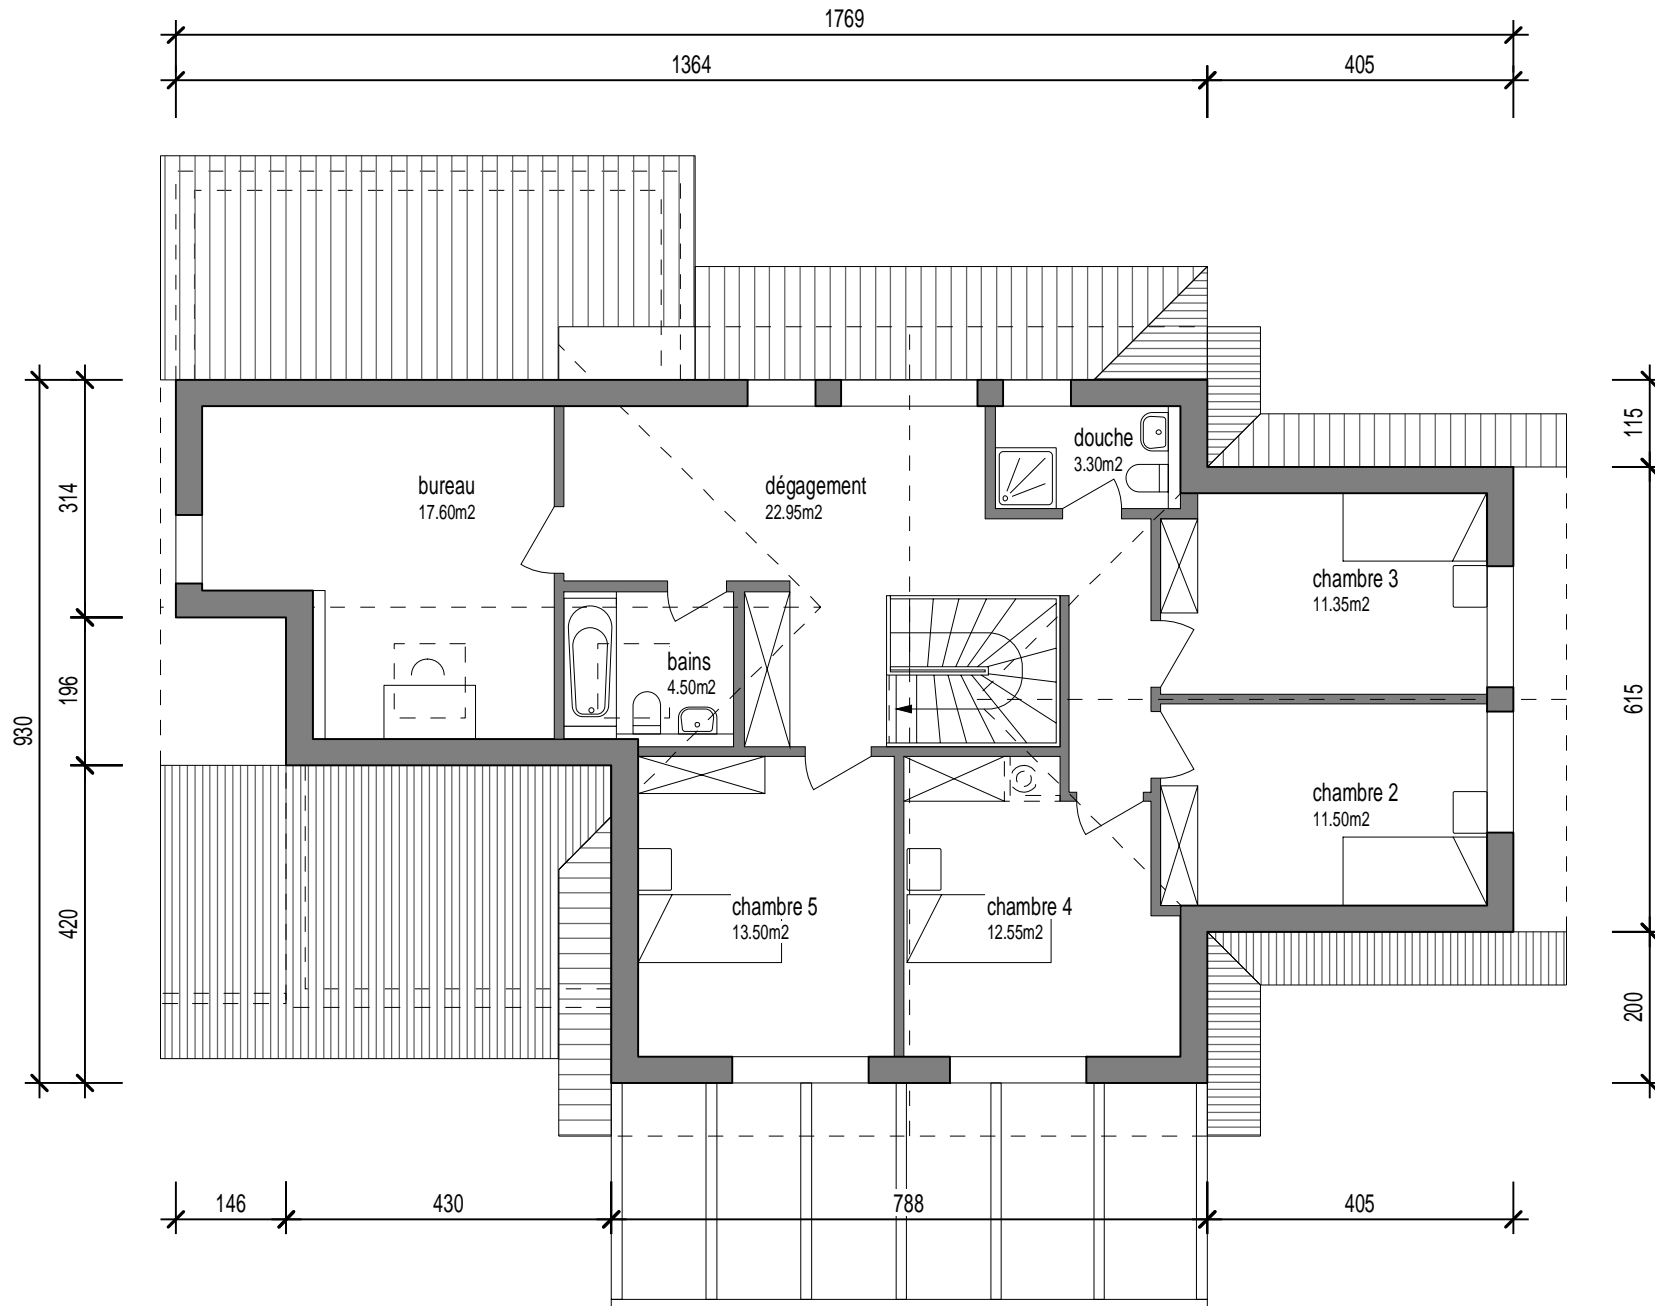 1769
1364
405
douche
3.30m2
115
bureau
17.60m2
dégagement
22.95m2
314
chambre 3
11.35m2
bains
4.50m2
196
930
615
chambre 2
11.50m2
420
chambre 5
13.50m2
chambre 4
12.55m2
200
146
430
788
405